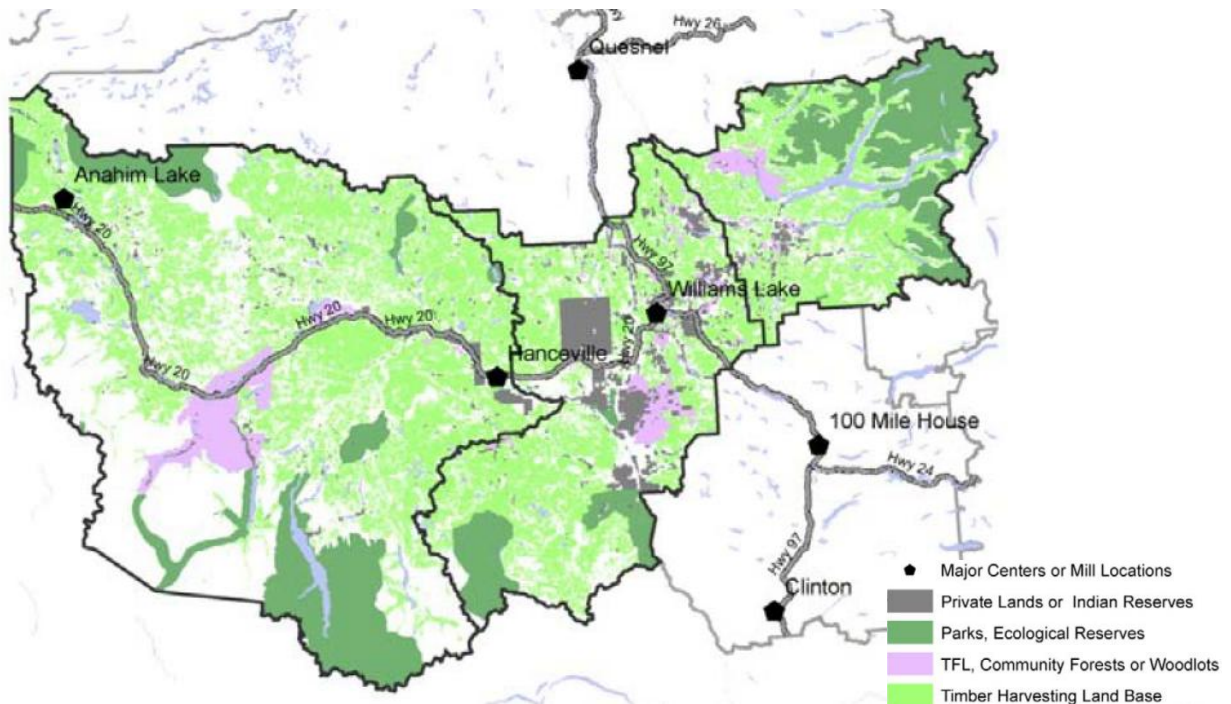 Hwy 26
Quesnel
Anahim Lake
Hwy 20
Hwy 97
Williams Lake
Hwy 20
Hwy 20
Hwy 20
Hwy 20
Hanceville
100 Mile House
Hwy 24
Hwy 97
Clinton
Major Centers or Mill Locations
Private Lands or Indian Reserves
Parks, Ecological Reserves
TFL, Community Forests or Woodlots
Timber Harvesting Land Base